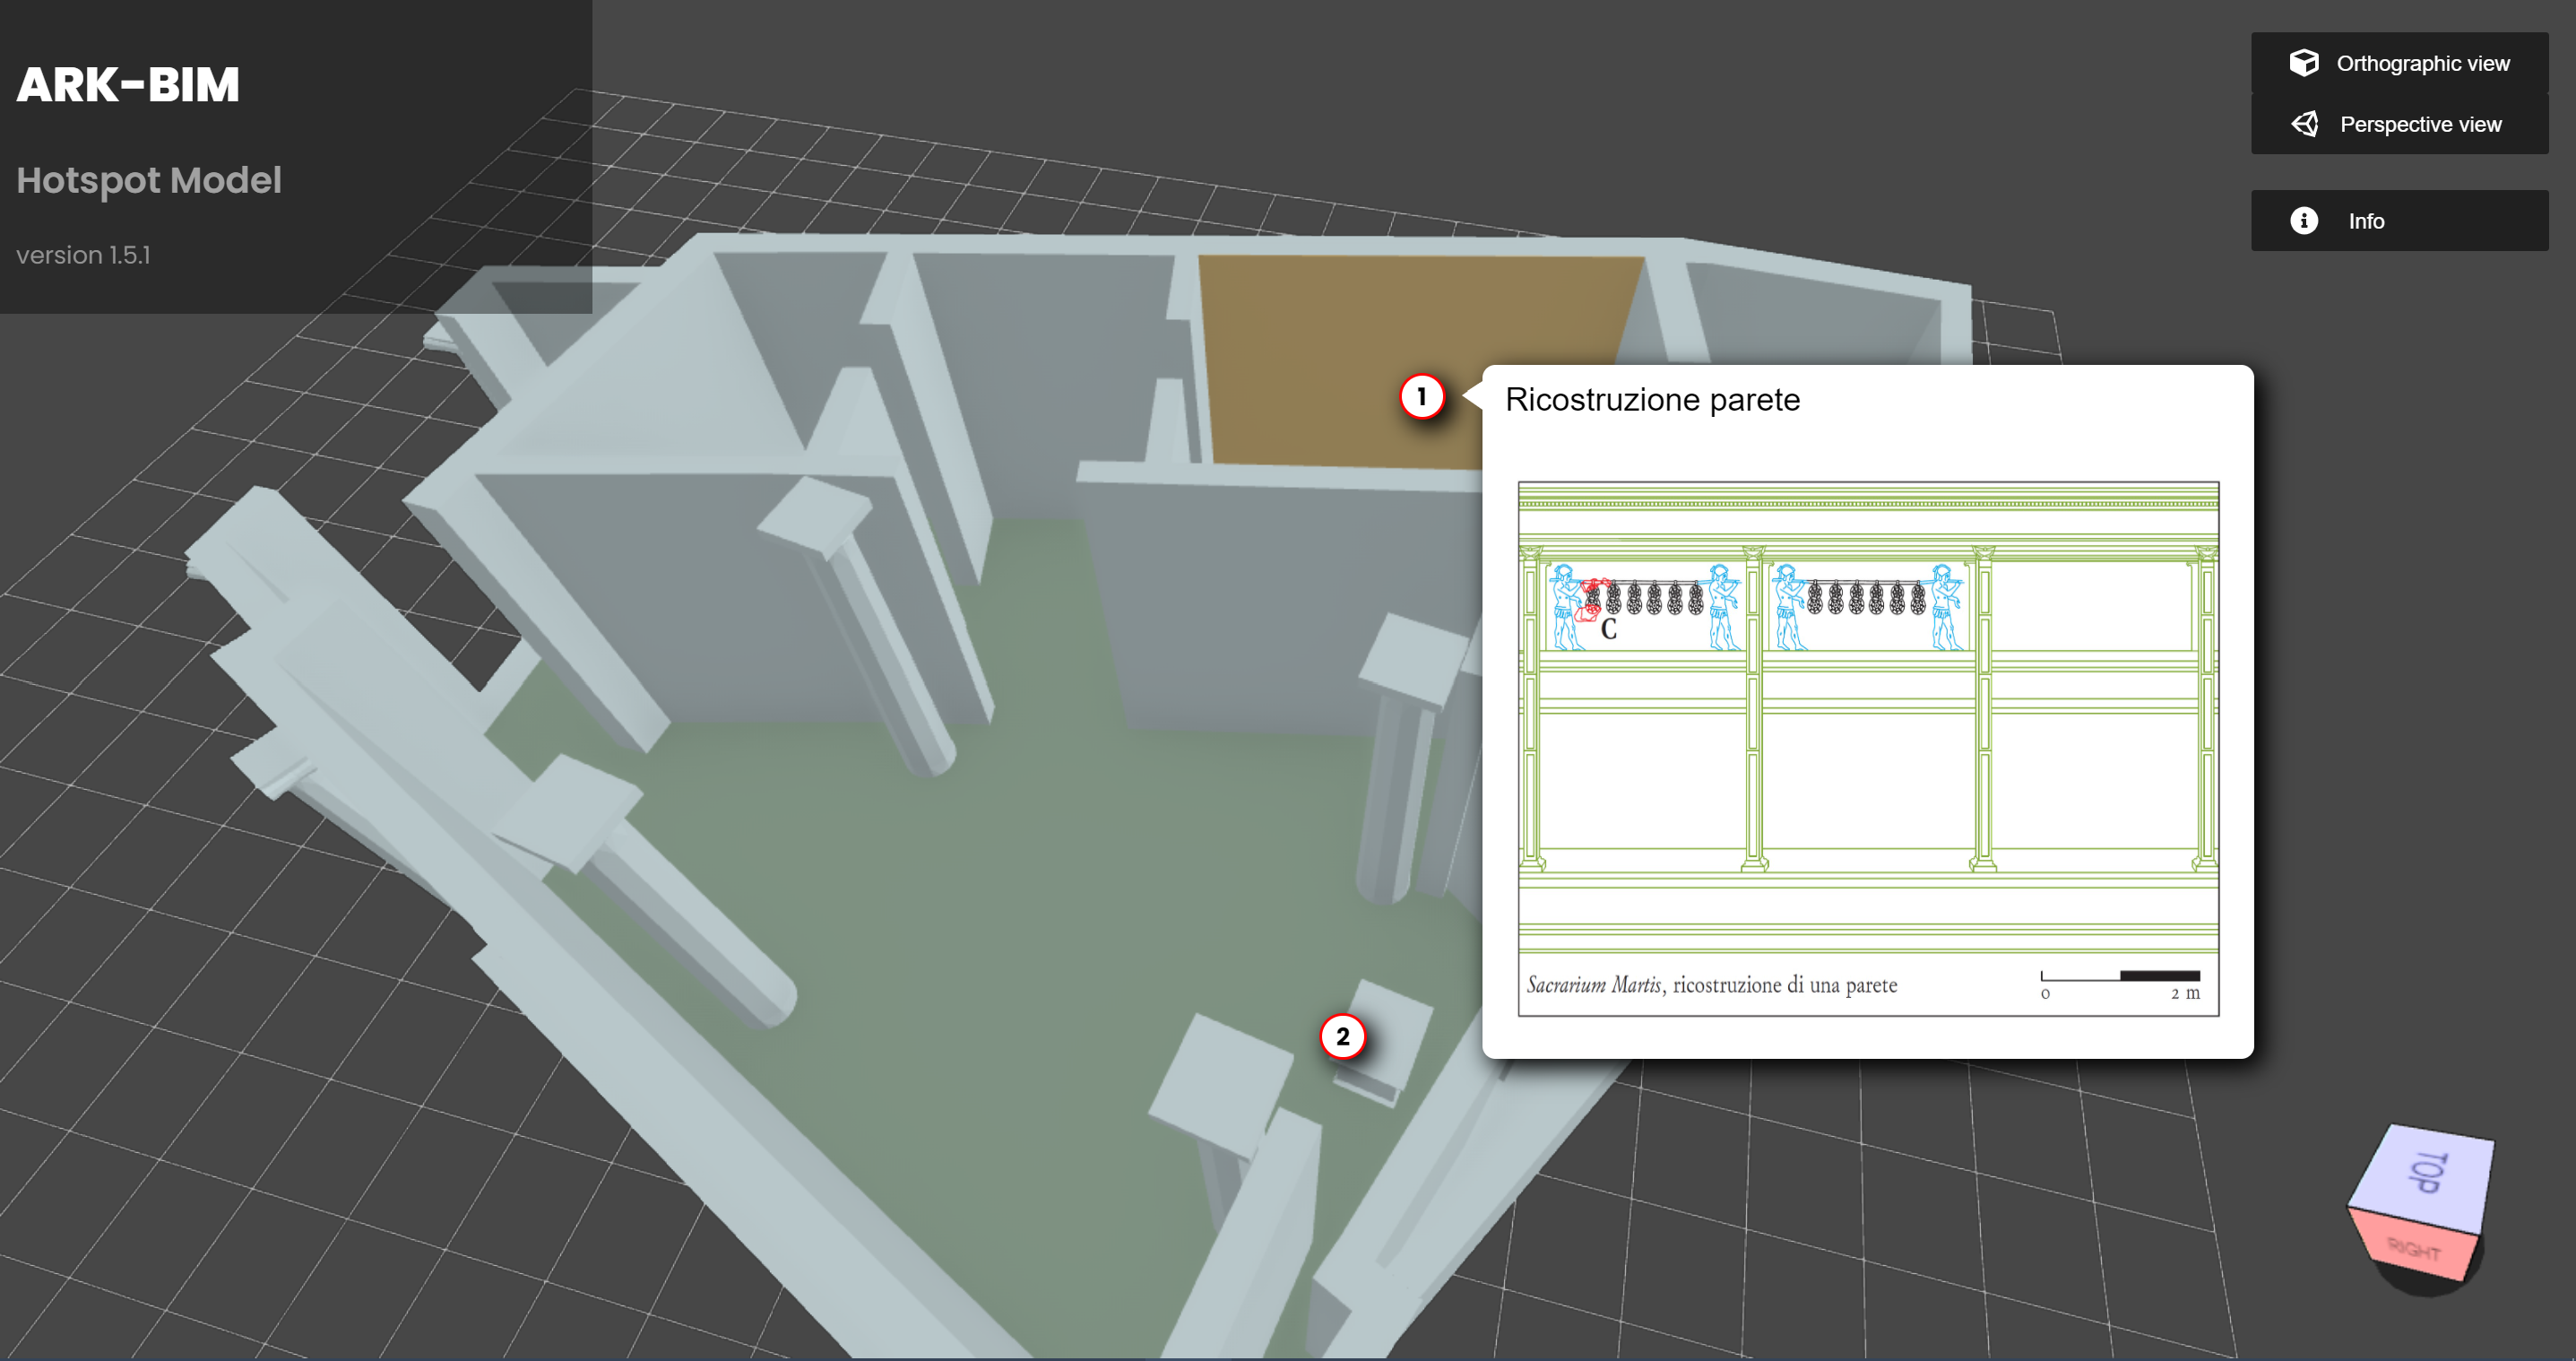 ARK-BIM
Hotspot Model
version 1.5.1
Orthographic view
Perspective view
Info
1
Ricostruzione parete
C
Sacrarium Martis, ricostruzione di una parete
0 2 m
2
TOP
RIGHT